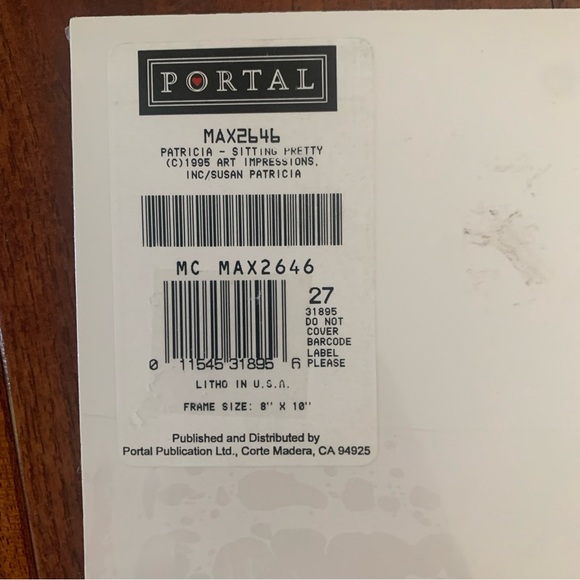 PORTAL
MAX2646
PATRICIA - SITTING PRETTY
(C)1995 ART IMPRESSIONS,
INC/SUSAN PATRICIA
MC MAX2646
27
31895
DO NOT
COVER
BARCODE
LABEL
PLEASE
0 11545 31895 6
LITHO IN U.S.A.
FRAME SIZE: 8" X 10"
Published and Distributed by
Portal Publication Ltd., Corte Madera, CA 94925